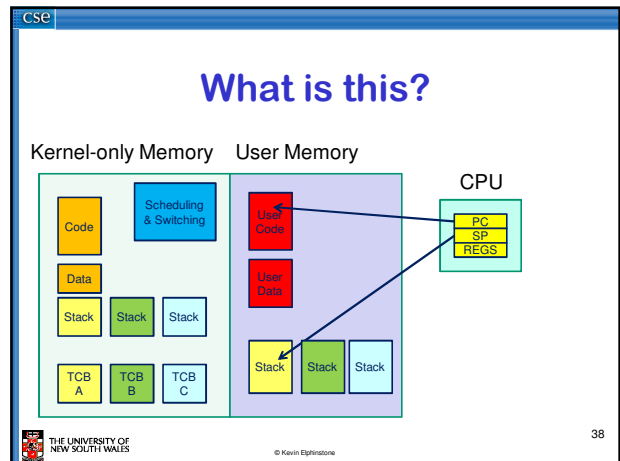 cse
What is this?
Kernel-only Memory
User Memory
CPU
Code
Scheduling
& Switching
User
Code
PC
SP
REGS
Data
User
Data
Stack
Stack
Stack
Stack
Stack
Stack
TCB
A
TCB
B
TCB
C
THE UNIVERSITY OF
NEW SOUTH WALES
© Kevin Elphinstone
38